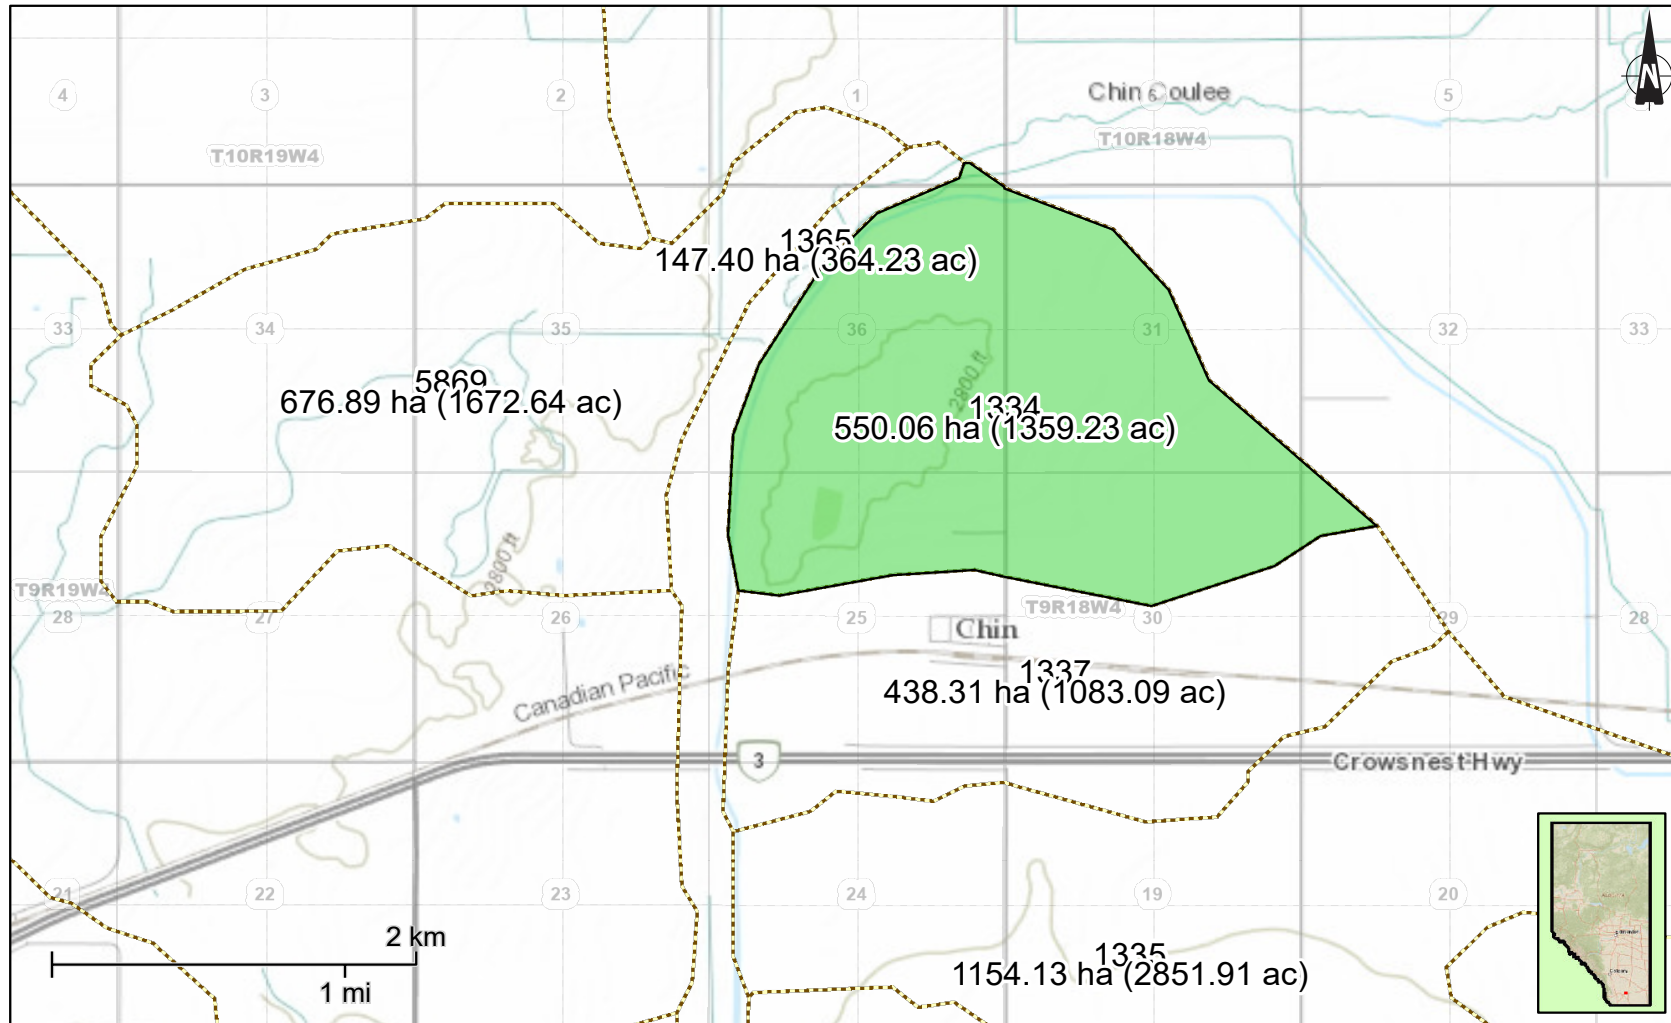 4
3
2
1
Chin Coulee
6
5
N
T10R19W4
T10R18W4
1365
147.40 ha (364.23 ac)
33
34
35
36
31
32
33
5869
676.89 ha (1672.64 ac)
2800 ft
1334
550.06 ha (1359.23 ac)
2800 ft
T9R19W4
T9R18W4
28
27
26
25
30
29
28
Chin
Canadian Pacific
1337
438.31 ha (1083.09 ac)
3
Crowsnest Hwy
21
22
23
24
19
20
2 km
1 mi
1335
1154.13 ha (2851.91 ac)